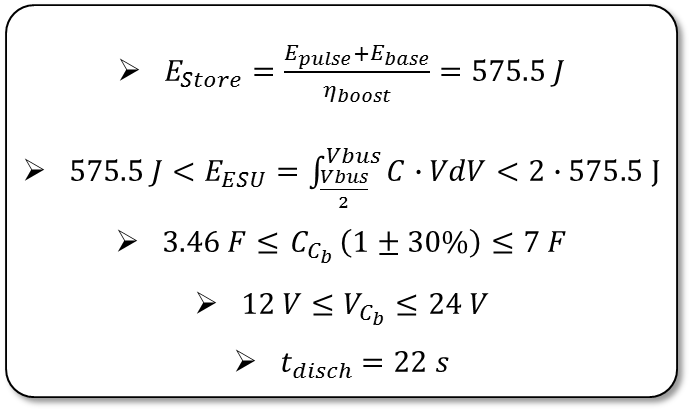 ➢ E_Store = (E_pulse+E_base)/η_boost = 575.5 J
➢ 575.5 J < E_ESU = ∫_{Vbus/2}^{Vbus} C · VdV < 2 · 575.5 J
➢ 3.46 F ≤ C_{C_b} (1 ± 30%) ≤ 7 F
➢ 12 V ≤ V_{C_b} ≤ 24 V
➢ t_disch = 22 s